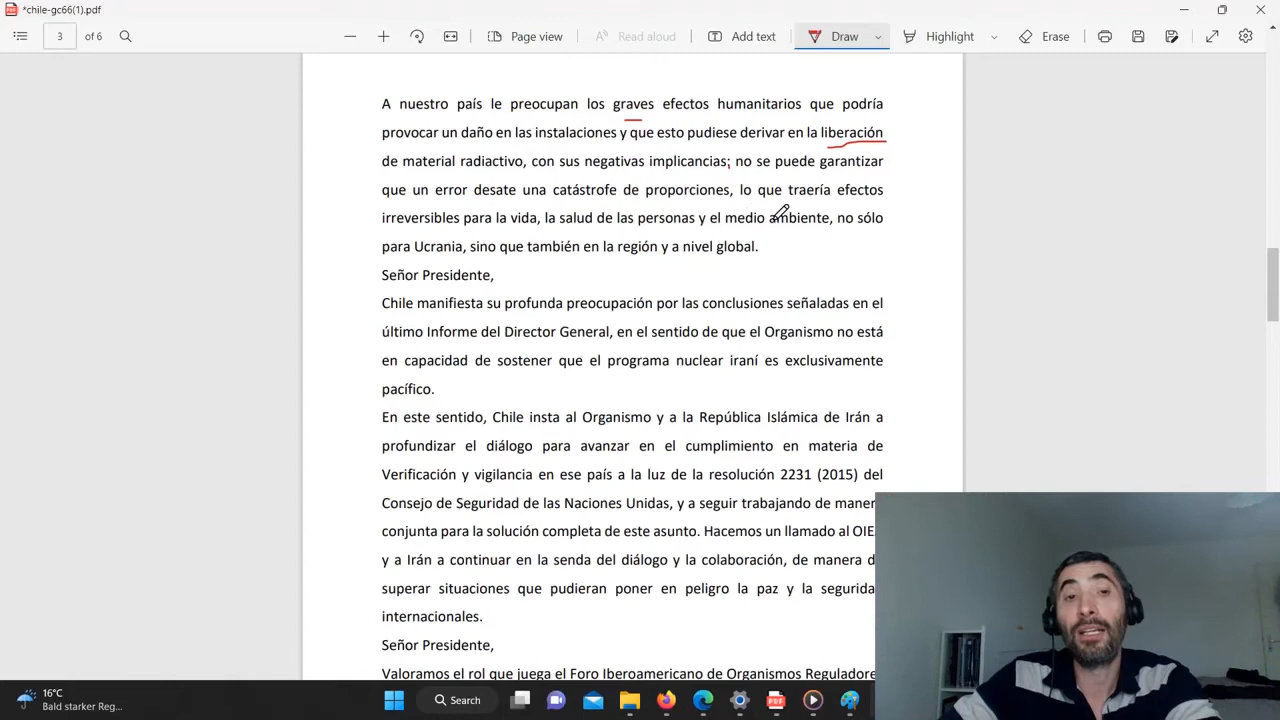 *chile-gc66(1).pdf
3 of 6
Page view
Read aloud
Add text
Draw
Highlight
Erase
A nuestro país le preocupan los graves efectos humanitarios que podría
provocar un daño en las instalaciones y que esto pudiese derivar en la liberación
de material radiactivo, con sus negativas implicancias; no se puede garantizar
que un error desate una catástrofe de proporciones, lo que traería efectos
irreversibles para la vida, la salud de las personas y el medio ambiente, no sólo
para Ucrania, sino que también en la región y a nivel global.
Señor Presidente,
Chile manifiesta su profunda preocupación por las conclusiones señaladas en el
último Informe del Director General, en el sentido de que el Organismo no está
en capacidad de sostener que el programa nuclear iraní es exclusivamente
pacífico.
En este sentido, Chile insta al Organismo y a la República Islámica de Irán a
profundizar el diálogo para avanzar en el cumplimiento en materia de
Verificación y vigilancia en ese país a la luz de la resolución 2231 (2015) del
Consejo de Seguridad de las Naciones Unidas, y a seguir trabajando de maner
conjunta para la solución completa de este asunto. Hacemos un llamado al OIE
y a Irán a continuar en la senda del diálogo y la colaboración, de manera d
superar situaciones que pudieran poner en peligro la paz y la segurida
internacionales.
Señor Presidente,
Valoramos el rol que juega el Foro Iberoamericano de Organismos Reguladore
16°C
Bald starker Reg...
Search